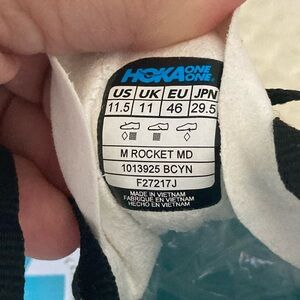 HOKA ONE ONE
US UK EU JPN
11.5 11 46 29.5
M ROCKET MD
1013925 BCYN
F27217J
MADE IN VIETNAM
FABRIQUÉ EN VIETNAM
HECHO EN VIETNAM